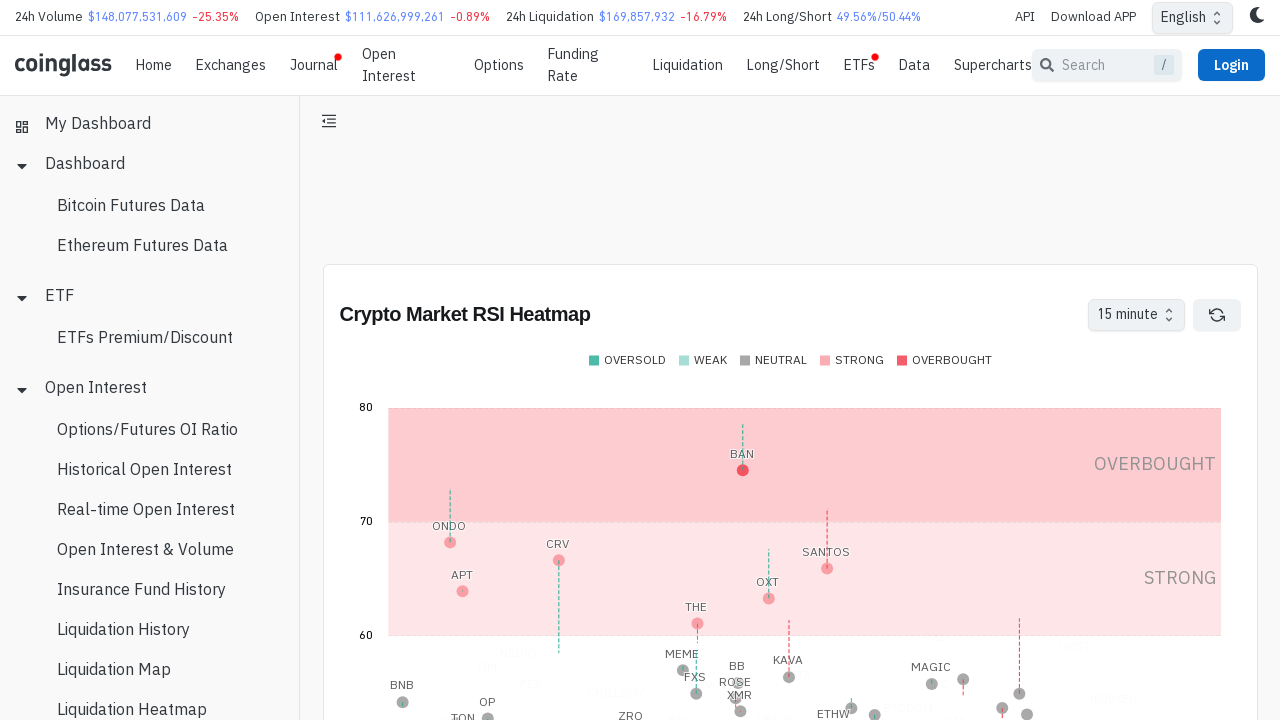 24h Volume $148,077,531,609 -25.35% Open Interest $111,626,999,261 -0.89% 24h Liquidation $169,857,932 -16.79% 24h Long/Short 49.56%/50.44% API Download APP English
coinglass Home Exchanges Journal Open Interest Options Funding Rate Liquidation Long/Short ETFs Data Supercharts Search / Login
My Dashboard
Dashboard
Bitcoin Futures Data
Ethereum Futures Data
ETF
ETFs Premium/Discount
Open Interest
Options/Futures OI Ratio
Historical Open Interest
Real-time Open Interest
Open Interest & Volume
Insurance Fund History
Liquidation History
Liquidation Map
Liquidation Heatmap
Crypto Market RSI Heatmap 15 minute
OVERSOLD WEAK NEUTRAL STRONG OVERBOUGHT
80
BAN
OVERBOUGHT
70
ONDO
CRV
SANTOS
APT
OXT
STRONG
THE
60
MEME
KAVA
BB
MAGIC
FXS
ROSE
BNB
XMR
OP
ETHW
ZRO
TON